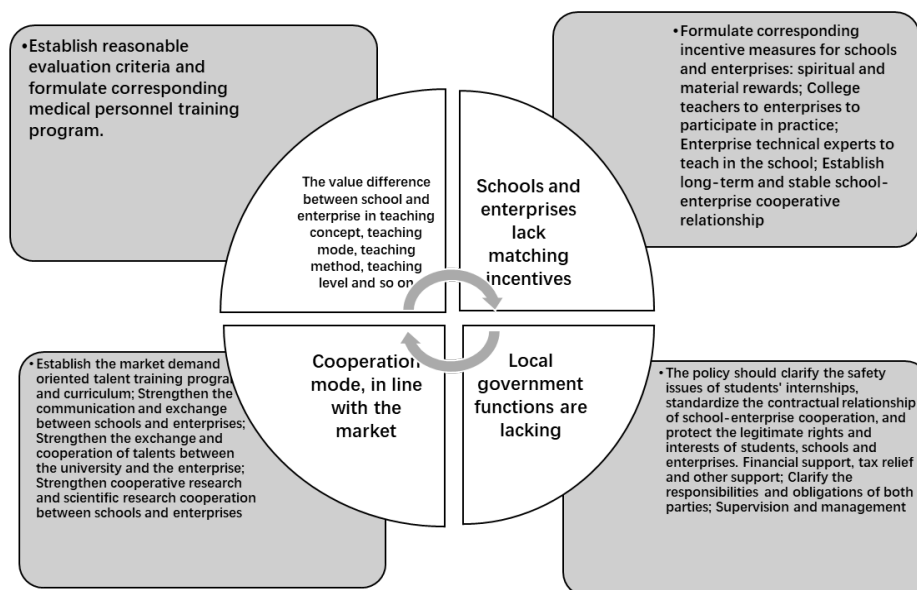 •Establish reasonable
evaluation criteria and
formulate corresponding
medical personnel training
program.
•Formulate corresponding
incentive measures for schools
and enterprises: spiritual and
material rewards; College
teachers to enterprises to
participate in practice;
Enterprise technical experts to
teach in the school; Establish
long-term and stable school-
enterprise cooperative
relationship
The value difference
between school and
enterprise in teaching
concept, teaching
mode, teaching
method, teaching
level and so on
Schools and
enterprises
lack
matching
incentives
Cooperation
mode, in line
with the
market
Local
government
functions are
lacking
•Establish the market demand
oriented talent training program
and curriculum; Strengthen the
communication and exchange
between schools and enterprises;
Strengthen the exchange and
cooperation of talents between
the university and the enterprise;
Strengthen cooperative research
and scientific research cooperation
between schools and enterprises
•The policy should clarify the safety
issues of students' internships,
standardize the contractual relationship
of school-enterprise cooperation, and
protect the legitimate rights and
interests of students, schools and
enterprises. Financial support, tax relief
and other support; Clarify the
responsibilities and obligations of both
parties; Supervision and management